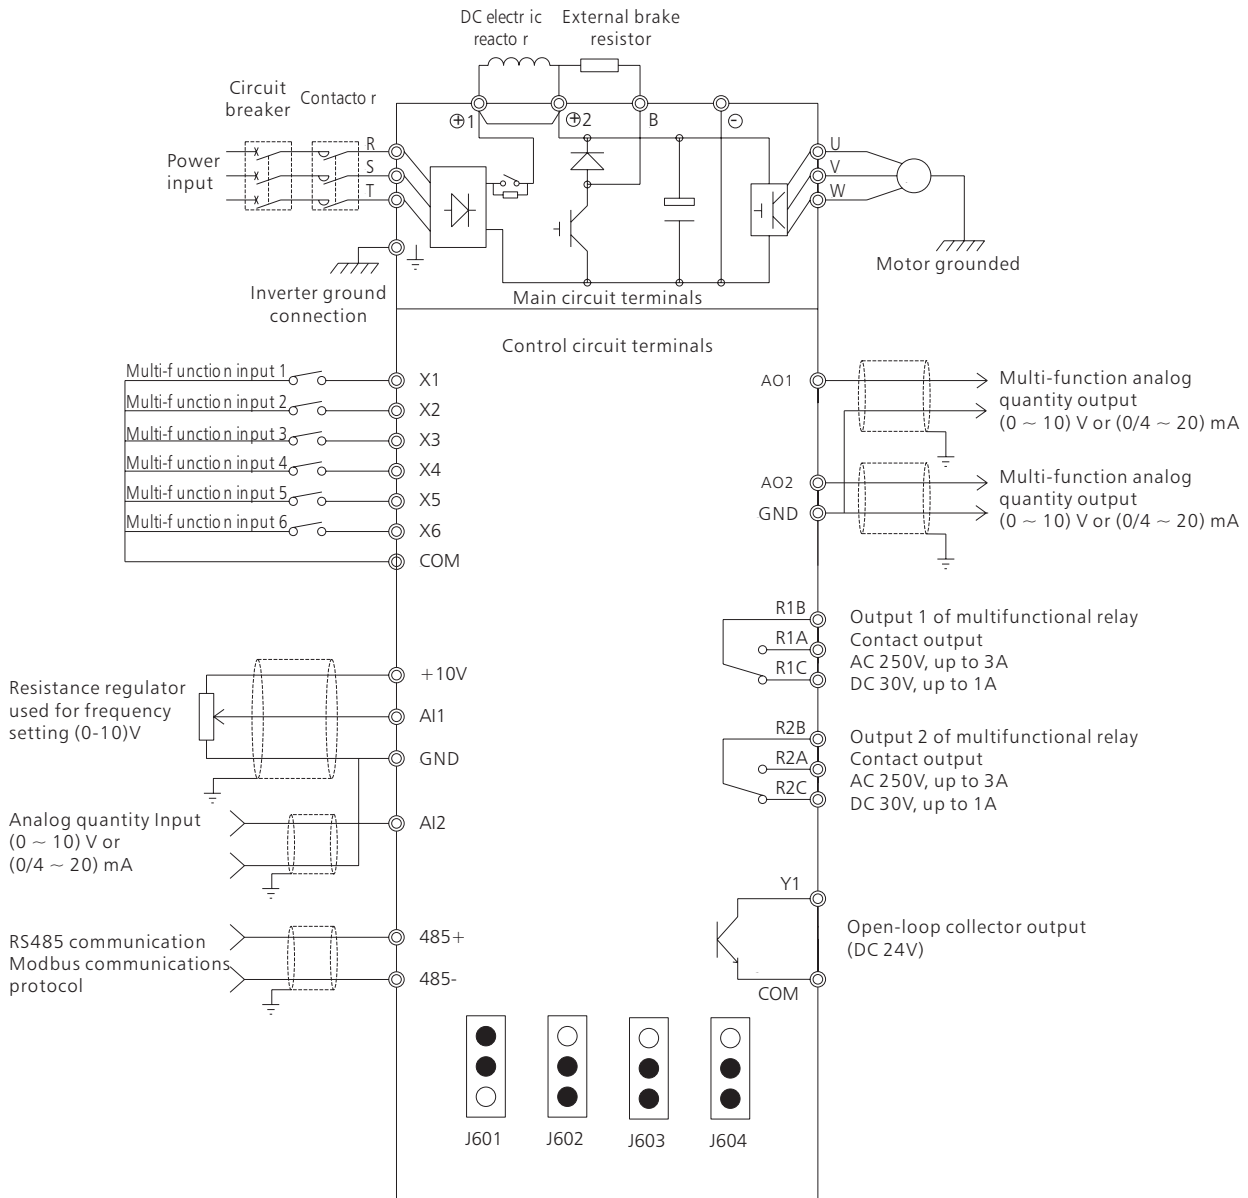 DC electr ic
reacto r
External brake
resistor
Circuit
breaker
Contacto r
⊕1
⊕2
B
⊖
Power
input
R
S
T
U
V
W
Motor grounded
Inverter ground
connection
Main circuit terminals
Control circuit terminals
Multi-f unction input 1
X1
Multi-f unction input 2
X2
Multi-f unction input 3
X3
Multi-f unction input 4
X4
Multi-f unction input 5
X5
Multi-f unction input 6
X6
COM
AO1
Multi-function analog
quantity output
(0 ~ 10) V or (0/4 ~ 20) mA
AO2
GND
Multi-function analog
quantity output
(0 ~ 10) V or (0/4 ~ 20) mA
R1B
R1A
R1C
Output 1 of multifunctional relay
Contact output
AC 250V, up to 3A
DC 30V, up to 1A
Resistance regulator
used for frequency
setting (0-10)V
+10V
AI1
GND
R2B
R2A
R2C
Output 2 of multifunctional relay
Contact output
AC 250V, up to 3A
DC 30V, up to 1A
Analog quantity Input
(0 ~ 10) V or
(0/4 ~ 20) mA
AI2
Y1
COM
Open-loop collector output
(DC 24V)
RS485 communication
Modbus communications
protocol
485+
485-
J601
J602
J603
J604